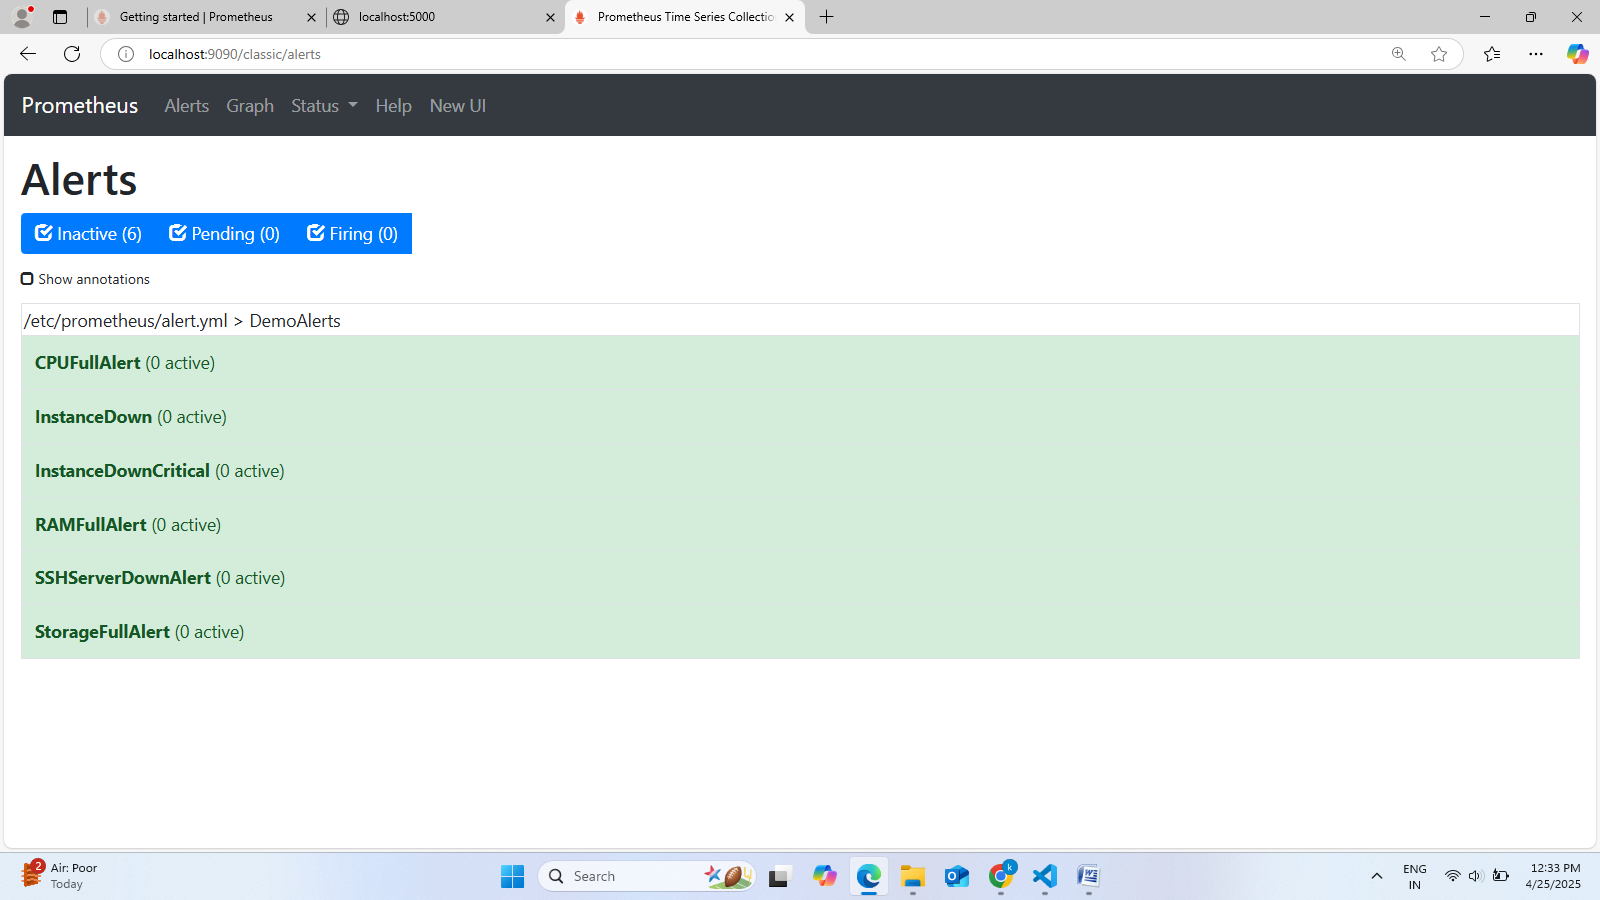 Getting started | Prometheus
localhost:5000
Prometheus Time Series Collectio
localhost:9090/classic/alerts
Prometheus Alerts Graph Status Help New UI
Alerts
Inactive (6) Pending (0) Firing (0)
Show annotations
/etc/prometheus/alert.yml > DemoAlerts
CPUFullAlert (0 active)
InstanceDown (0 active)
InstanceDownCritical (0 active)
RAMFullAlert (0 active)
SSHServerDownAlert (0 active)
StorageFullAlert (0 active)
2
Air: Poor
Today
Search
k
ENG
IN
12:33 PM
4/25/2025